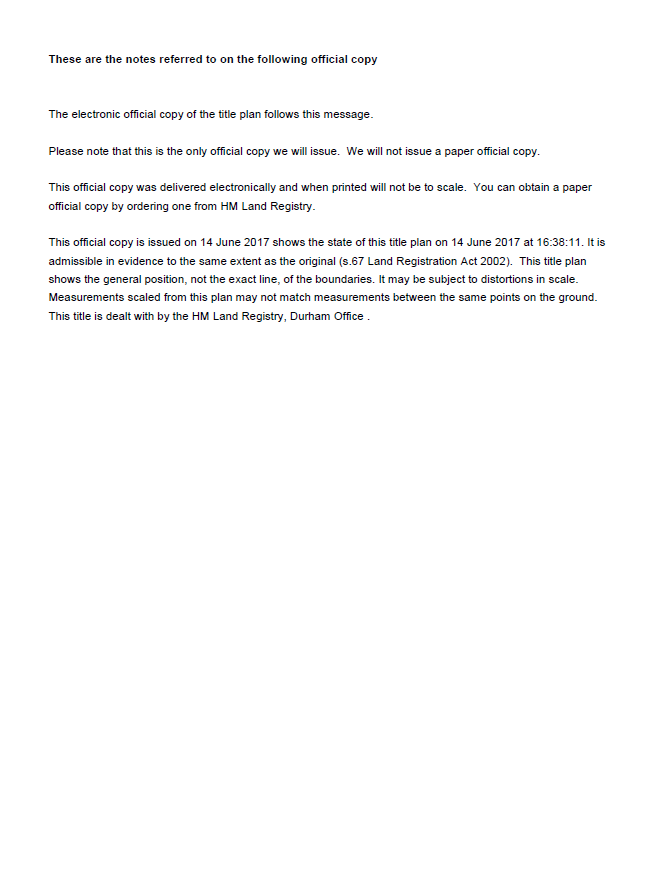 These are the notes referred to on the following official copy
The electronic official copy of the title plan follows this message.
Please note that this is the only official copy we will issue.  We will not issue a paper official copy.
This official copy was delivered electronically and when printed will not be to scale.  You can obtain a paper
official copy by ordering one from HM Land Registry.
This official copy is issued on 14 June 2017 shows the state of this title plan on 14 June 2017 at 16:38:11. It is
admissible in evidence to the same extent as the original (s.67 Land Registration Act 2002).  This title plan
shows the general position, not the exact line, of the boundaries. It may be subject to distortions in scale.
Measurements scaled from this plan may not match measurements between the same points on the ground.
This title is dealt with by the HM Land Registry, Durham Office .